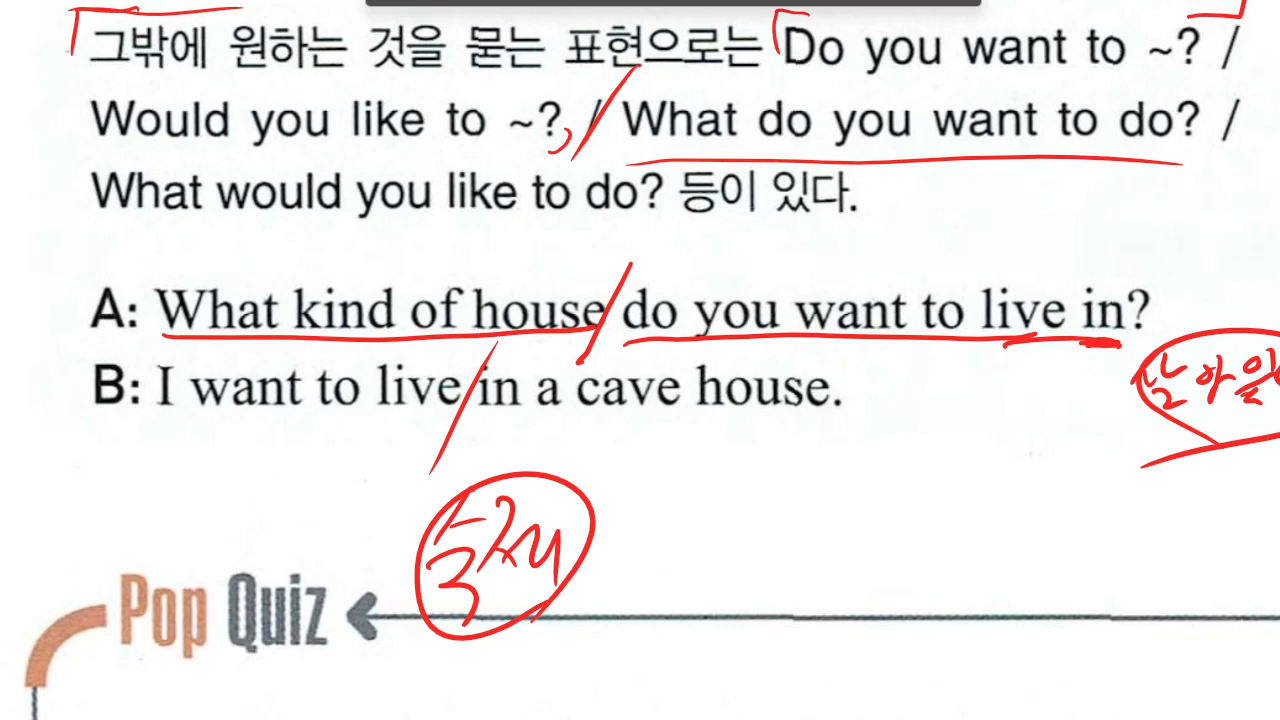 그밖에 원하는 것을 묻는 표현으로는 Do you want to ~? /
Would you like to ~?, / What do you want to do? /
What would you like to do? 등이 있다.
A: What kind of house do you want to live in?
B: I want to live in a cave house.
Pop Quiz